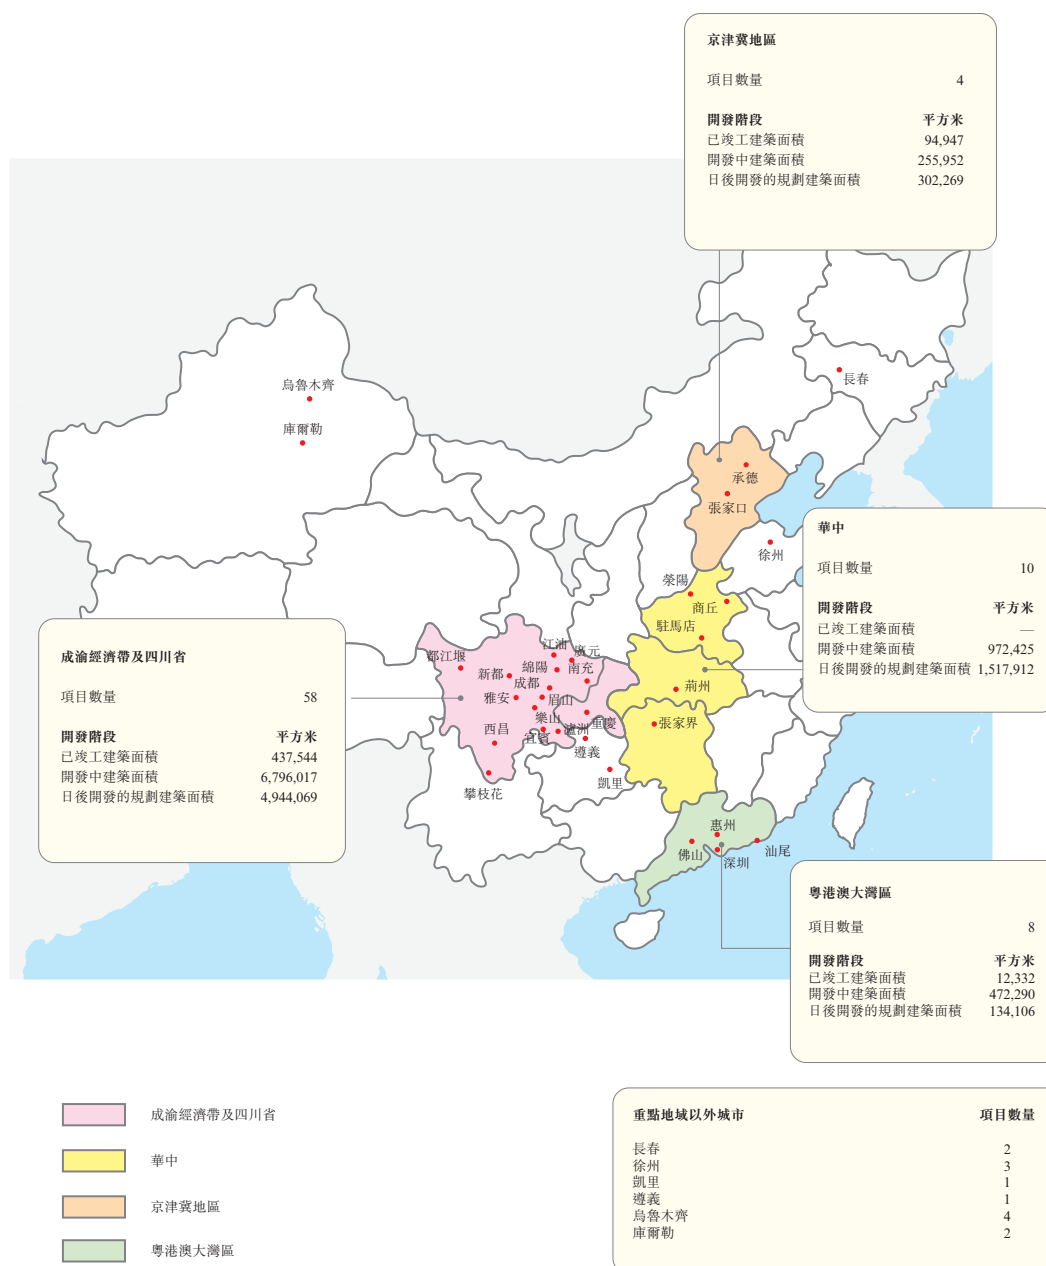 京津冀地區
項目數量 4
開發階段 平方米
已竣工建築面積 94,947
開發中建築面積 255,952
日後開發的規劃建築面積 302,269
烏魯木齊
庫爾勒
長春
承德
張家口
徐州
滎陽
商丘
駐馬店
荊州
張家界
華中
項目數量 10
開發階段 平方米
已竣工建築面積 —
開發中建築面積 972,425
日後開發的規劃建築面積 1,517,912
成渝經濟帶及四川省
項目數量 58
開發階段 平方米
已竣工建築面積 437,544
開發中建築面積 6,796,017
日後開發的規劃建築面積 4,944,069
都江堰
江油
廣元
新都
綿陽
南充
成都
雅安
眉山
樂山
西昌
宜賓
瀘洲
重慶
遵義
凱里
攀枝花
惠州
佛山
深圳
汕尾
粵港澳大灣區
項目數量 8
開發階段 平方米
已竣工建築面積 12,332
開發中建築面積 472,290
日後開發的規劃建築面積 134,106
成渝經濟帶及四川省
華中
京津冀地區
粵港澳大灣區
重點地域以外城市 項目數量
長春 2
徐州 3
凱里 1
遵義 1
烏魯木齊 4
庫爾勒 2